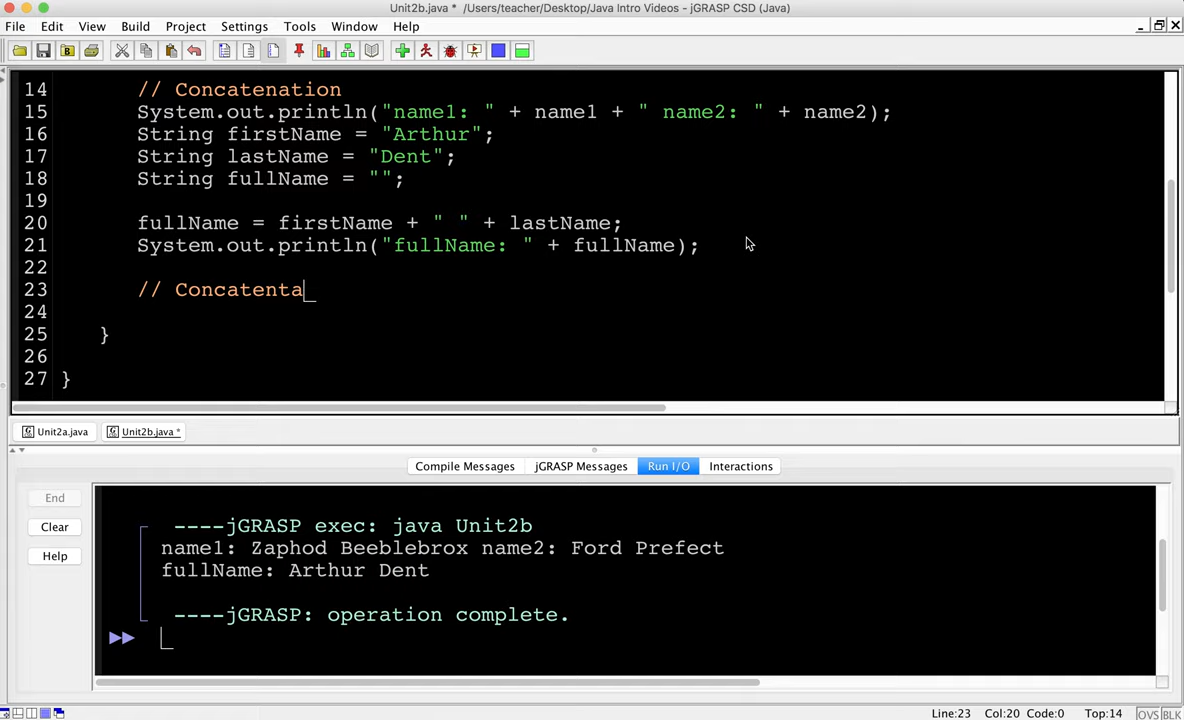 Unit2b.java * /Users/teacher/Desktop/Java Intro Videos - jGRASP CSD (Java)
File Edit View Build Project Settings Tools Window Help
14 // Concatenation
15 System.out.println("name1: " + name1 + " name2: " + name2);
16 String firstName = "Arthur";
17 String lastName = "Dent";
18 String fullName = "";
19
20 fullName = firstName + " " + lastName;
21 System.out.println("fullName: " + fullName);
22
23 // Concatenta
24
25 }
26
27 }
Unit2a.java Unit2b.java *
Compile Messages jGRASP Messages Run I/O Interactions
End
Clear
Help
----jGRASP exec: java Unit2b
name1: Zaphod Beeblebrox name2: Ford Prefect
fullName: Arthur Dent
----jGRASP: operation complete.
Line:23 Col:20 Code:0 Top:14 OVS BLK